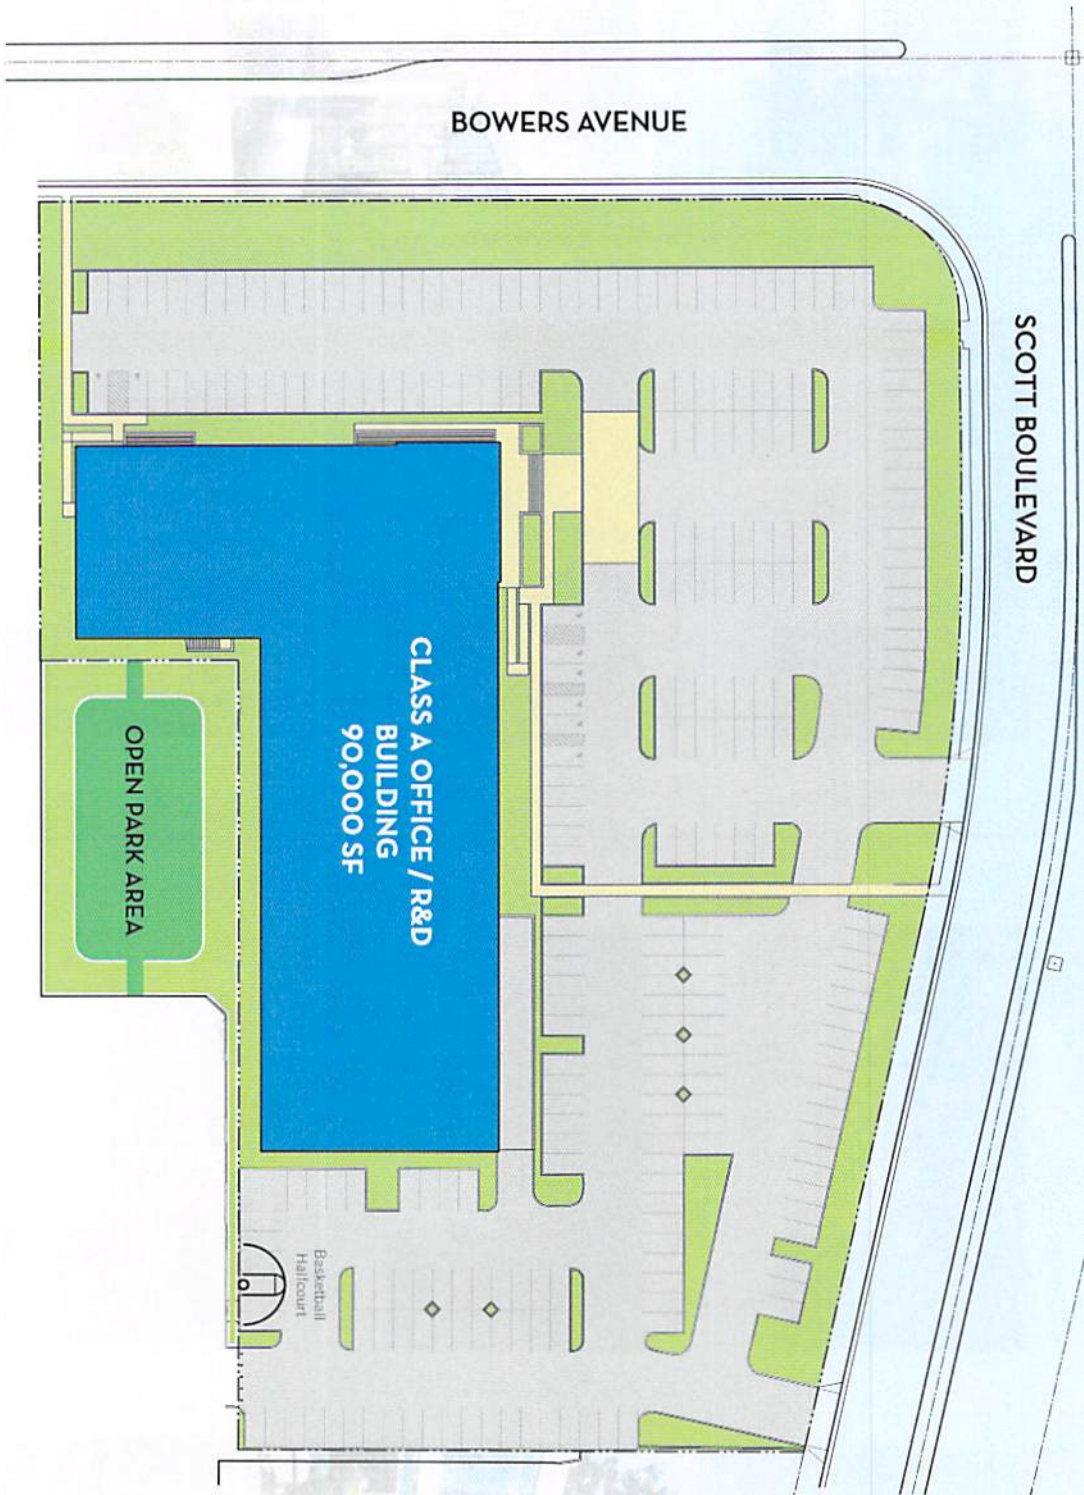 BOWERS AVENUE
SCOTT BOULEVARD
CLASS A OFFICE / R&D
BUILDING
90,000 SF
OPEN PARK AREA
Basketball
Halfcourt